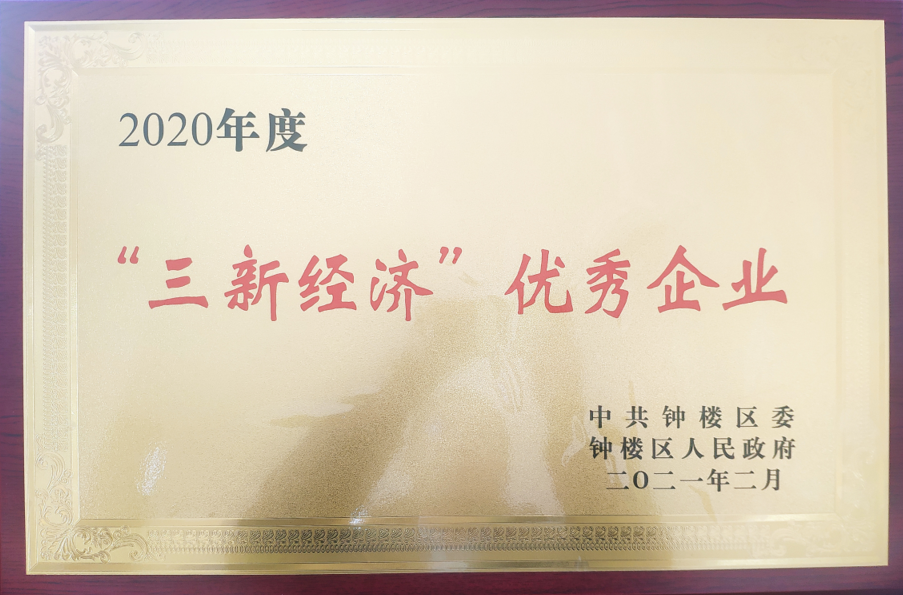 2020年度
“三新经济”优秀企业
中共钟楼区委
钟楼区人民政府
二〇二一年二月